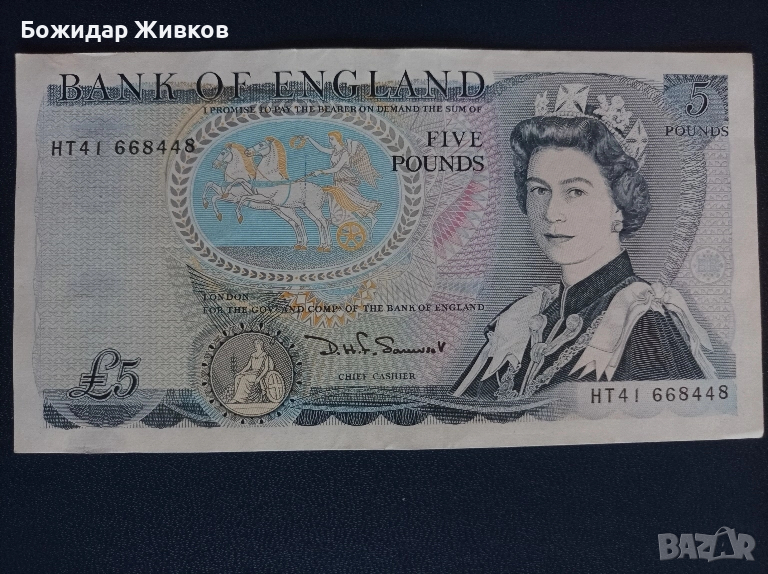 Божидар Живков
BANK OF ENGLAND
I PROMISE TO PAY THE BEARER ON DEMAND THE SUM OF
5
POUNDS
HT41 668448
FIVE
POUNDS
LONDON
FOR THE GOVR AND COMPA OF THE BANK OF ENGLAND
£5
CHIEF CASHIER
HT41 668448
BAZAR